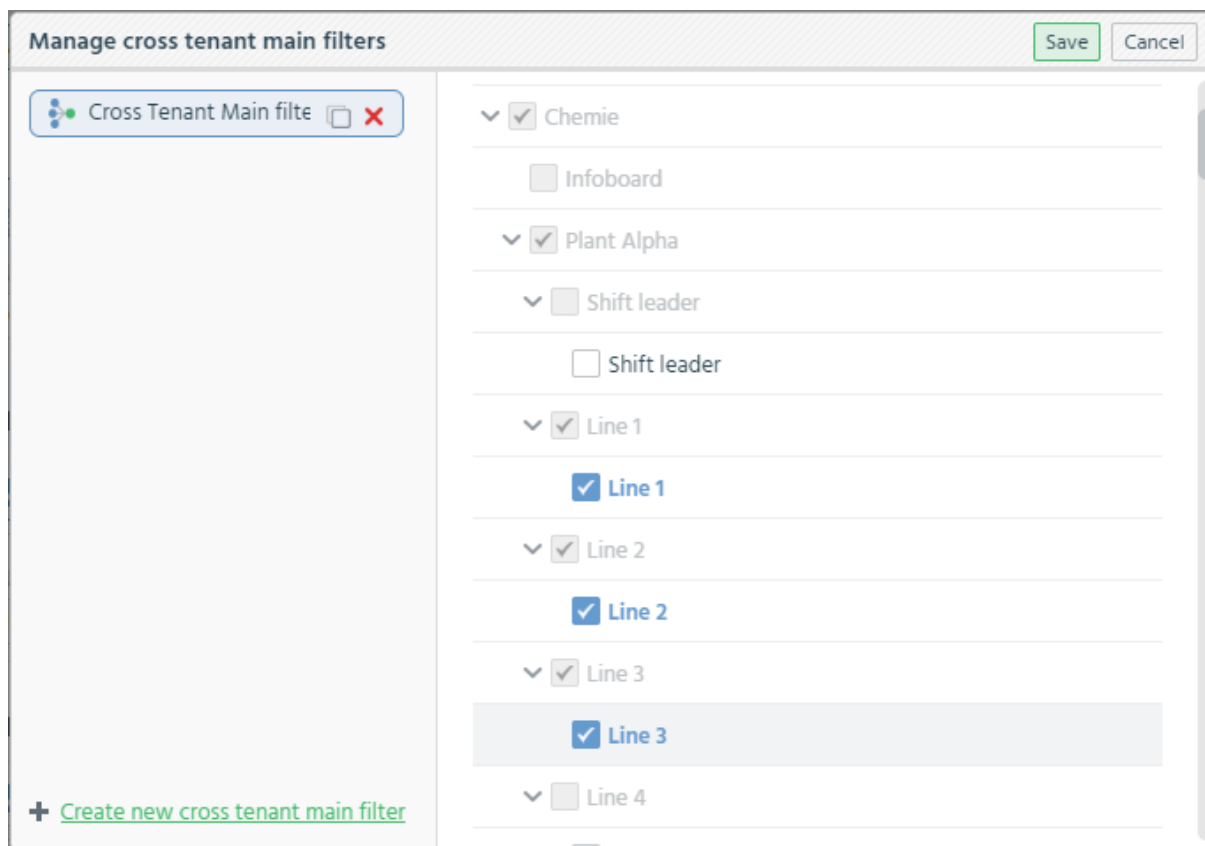 Manage cross tenant main filters
Save
Cancel
Cross Tenant Main filte
Create new cross tenant main filter
Chemie
Infoboard
Plant Alpha
Shift leader
Shift leader
Line 1
Line 1
Line 2
Line 2
Line 3
Line 3
Line 4